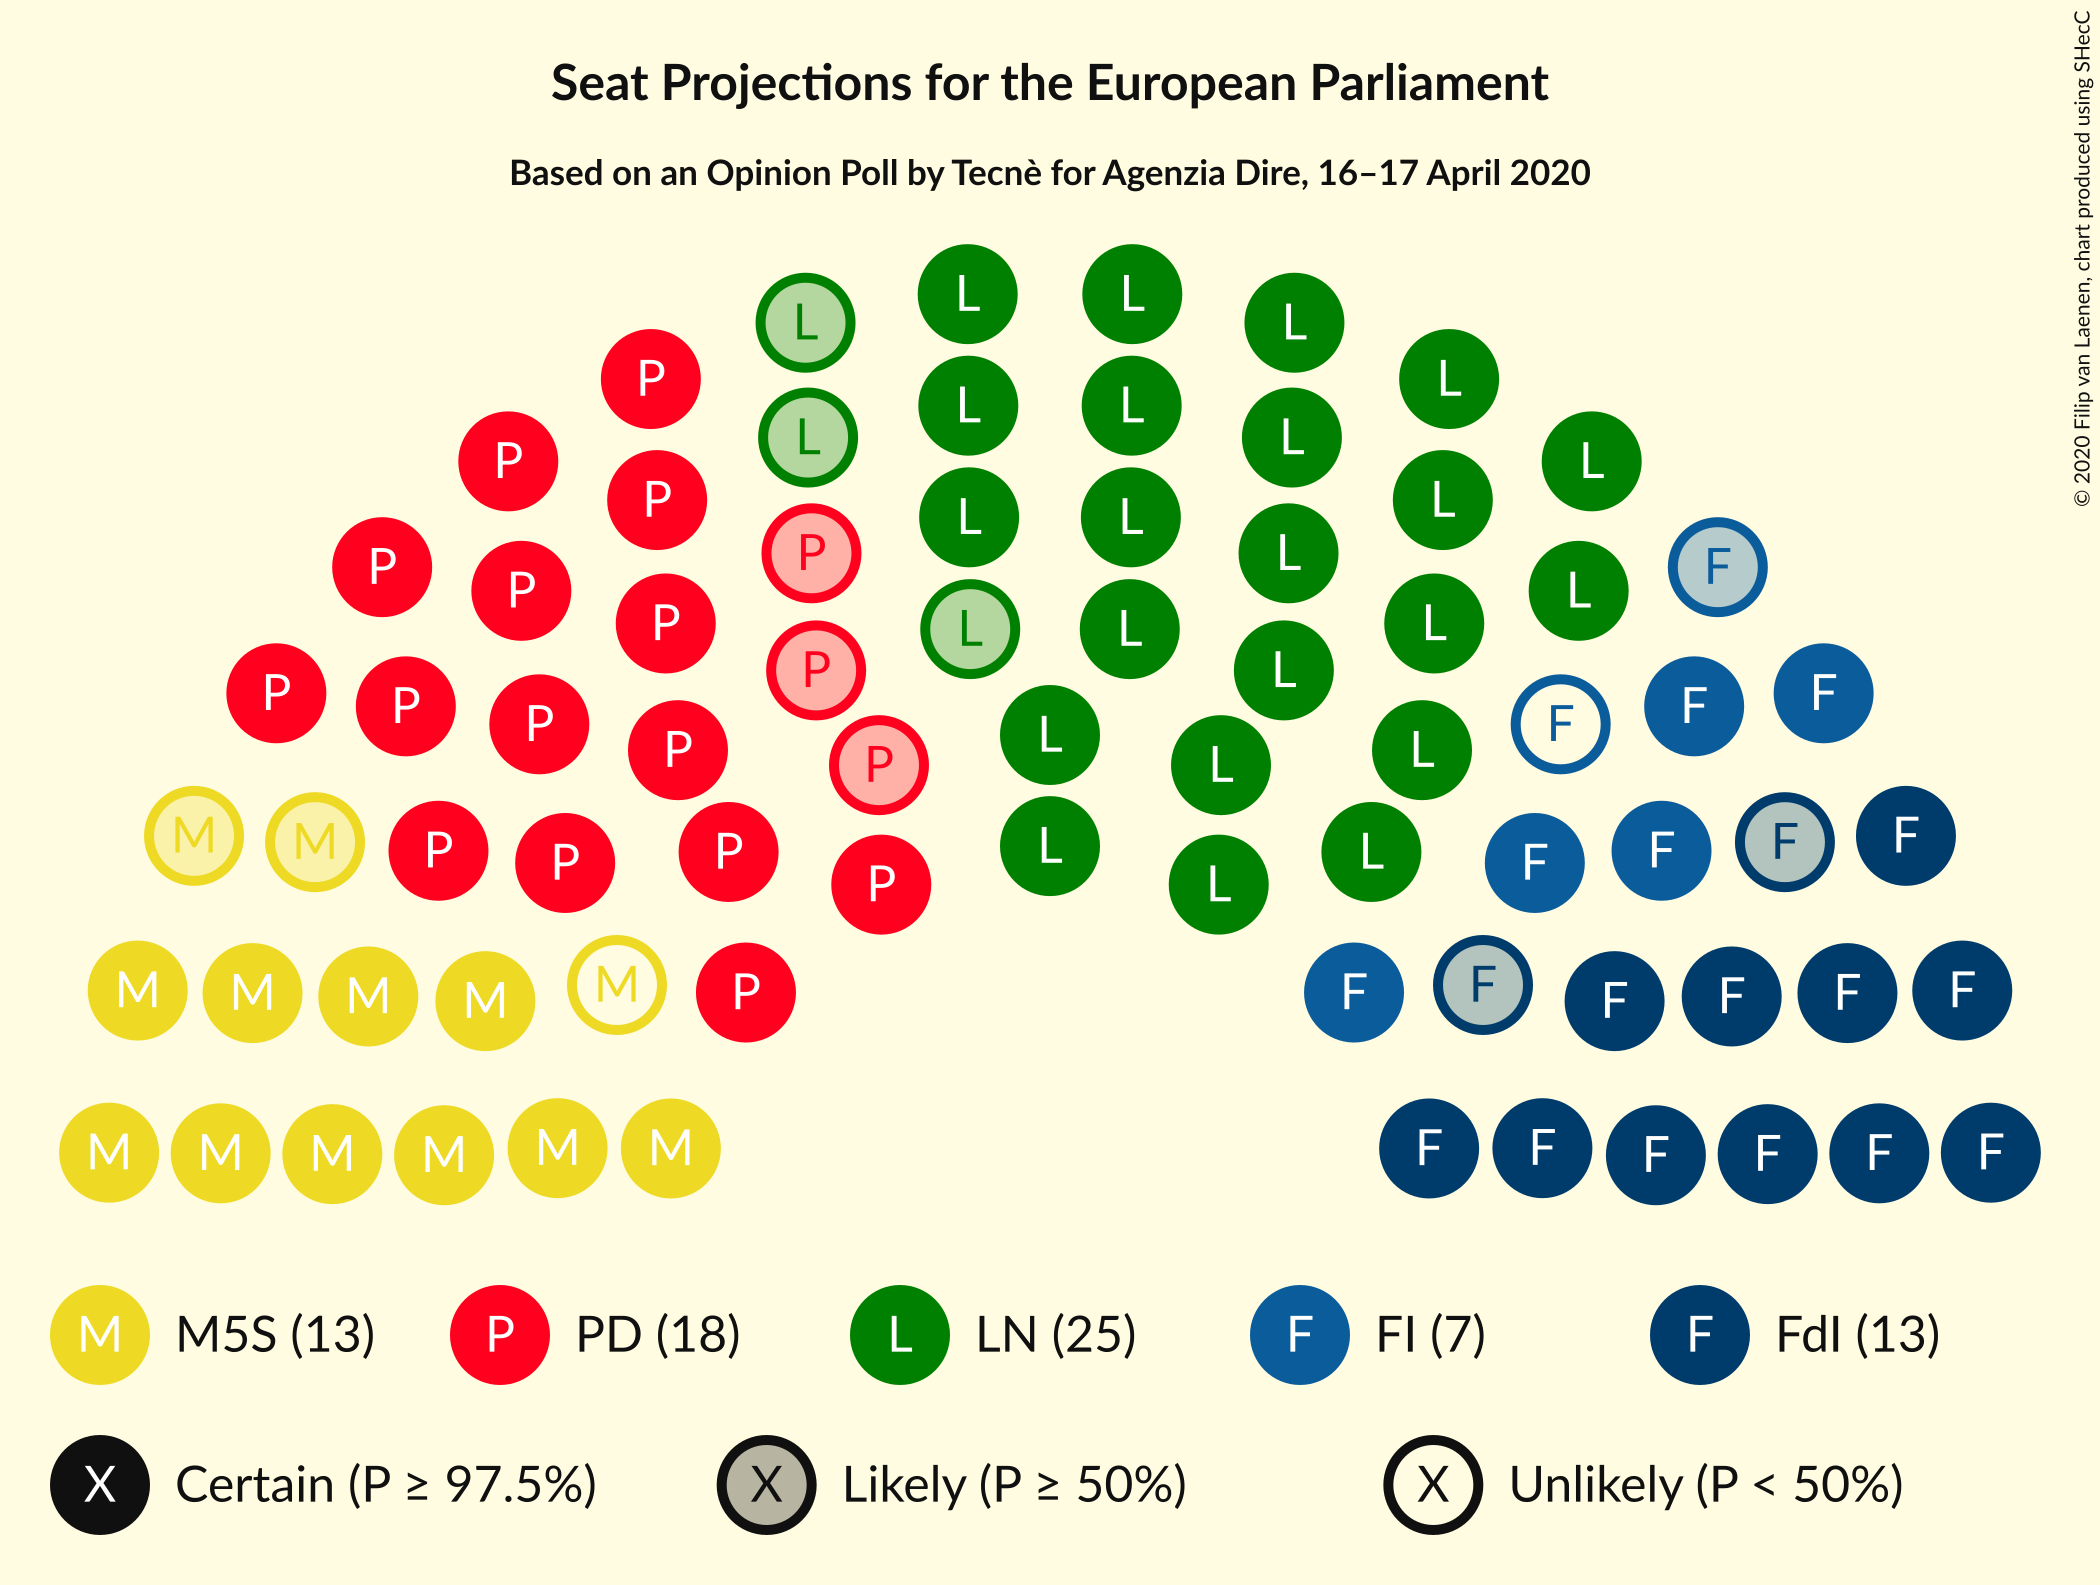 Seat Projections for the European Parliament
Based on an Opinion Poll by Tecnè for Agenzia Dire, 16–17 April 2020
© 2020 Filip van Laenen, chart produced using SHecC
L L
L L
P L L L
L L
P L L L
P L L L
P P L F
P L L
P P L L
P L L
P P F F
P P L F
P L
P L L
M M P P P L L F F F F
P L L
M M M M M P F F F F F F
M M M M M M F F F F F F
M M5S (13) P PD (18) L LN (25) F FI (7) F FdI (13)
X Certain (P ≥ 97.5%) X Likely (P ≥ 50%) X Unlikely (P < 50%)